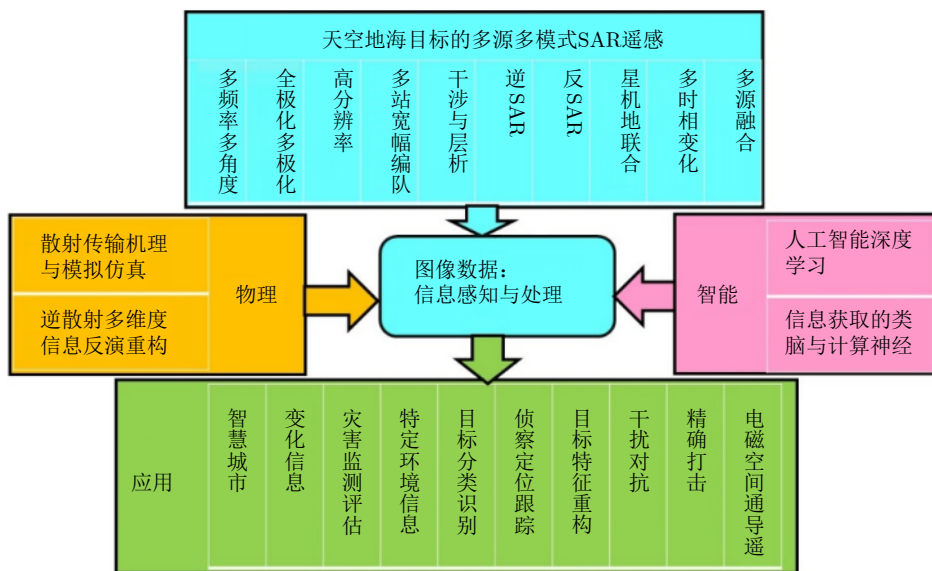 天空地海目标的多源多模式SAR遥感
多频率多角度
全极化多极化
高分辨率
多站宽幅编队
干涉与层析
逆SAR
反SAR
星机地联合
多时相变化
多源融合
散射传输机理
与模拟仿真
逆散射多维度
信息反演重构
物理
图像数据：
信息感知与处理
智能
人工智能深度
学习
信息获取的类
脑与计算神经
应用
智慧城市
变化信息
灾害监测评估
特定环境信息
目标分类识别
侦察定位跟踪
目标特征重构
干扰对抗
精确打击
电磁空间通导遥